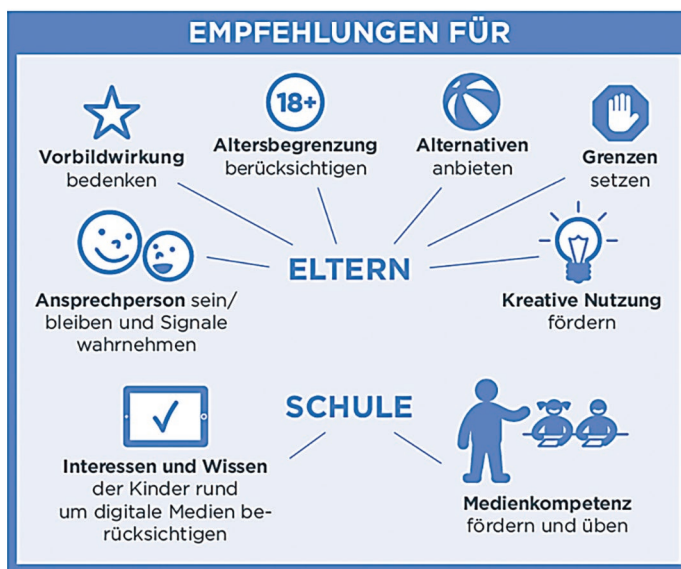 EMPFEHLUNGEN FÜR
Vorbildwirkung
bedenken
18+
Altersbegrenzung
berücksichtigen
Alternativen
anbieten
Grenzen
setzen
ELTERN
Ansprechperson sein/
bleiben und Signale
wahrnehmen
Kreative Nutzung
fördern
SCHULE
Interessen und Wissen
der Kinder rund
um digitale Medien be-
rücksichtigen
Medienkompetenz
fördern und üben